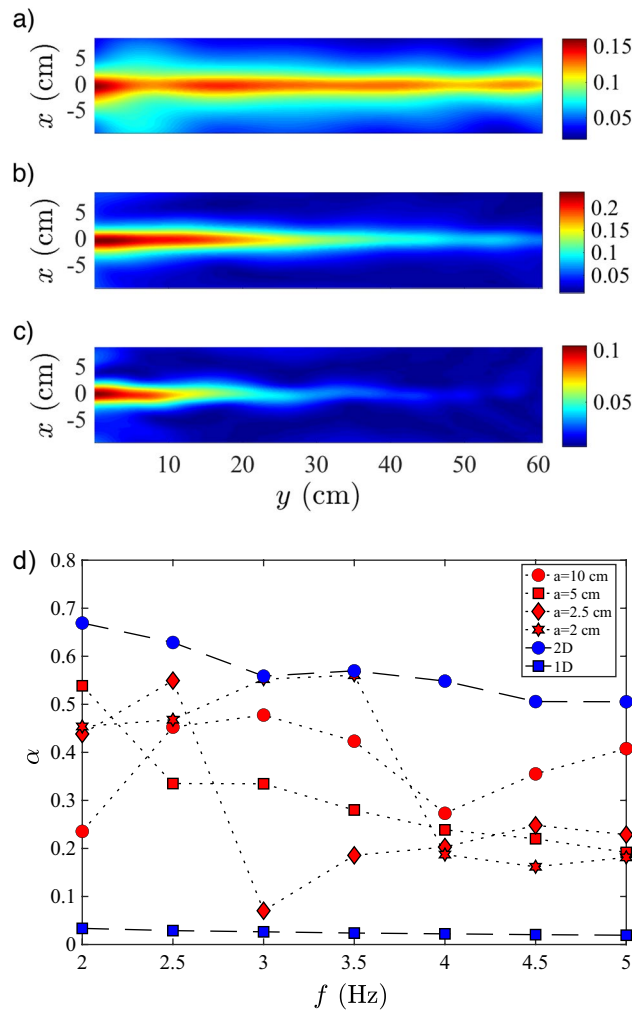 a)
5
0
-5
x (cm)
0.15
0.1
0.05
b)
5
0
-5
x (cm)
0.2
0.15
0.1
0.05
c)
5
0
-5
x (cm)
0.1
0.05
10 20 30 40 50 60
y (cm)
d)
0.8
0.7
0.6
0.5
0.4
0.3
0.2
0.1
0
α
a=10 cm
a=5 cm
a=2.5 cm
a=2 cm
2D
1D
2 2.5 3 3.5 4 4.5 5
f (Hz)